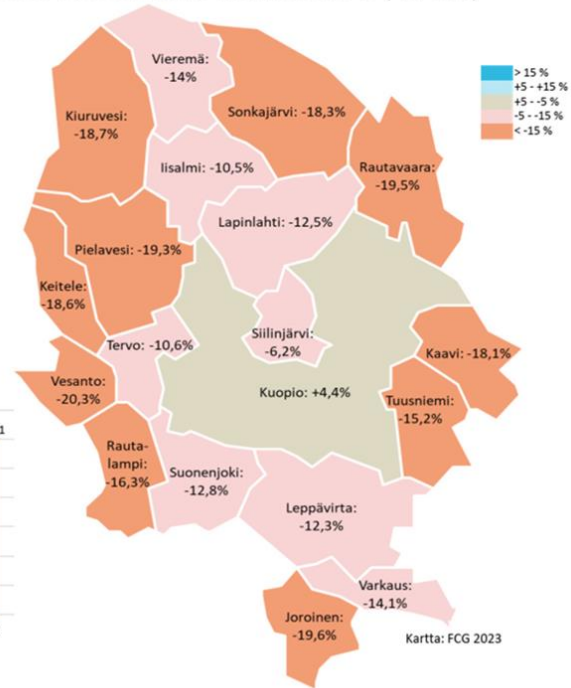 Vieremä:
-14%
> 15 %
+5 - +15 %
+5 - -5 %
-5 - -15 %
< -15 %
Kiuruvesi:
-18,7%
Sonkajärvi: -18,3%
Iisalmi: -10,5%
Rautavaara:
-19,5%
Lapinlahti: -12,5%
Pielavesi: -19,3%
Keitele:
-18,6%
Siilinjärvi:
-6,2%
Tervo: -10,6%
Kaavi: -18,1%
Vesanto:
-20,3%
Kuopio: +4,4%
Tuusniemi:
-15,2%
1
Rauta-
lampi:
-16,3%
Suonenjoki:
-12,8%
Leppävirta:
-12,3%
Varkaus:
-14,1%
Joroinen:
-19,6%
Kartta: FCG 2023